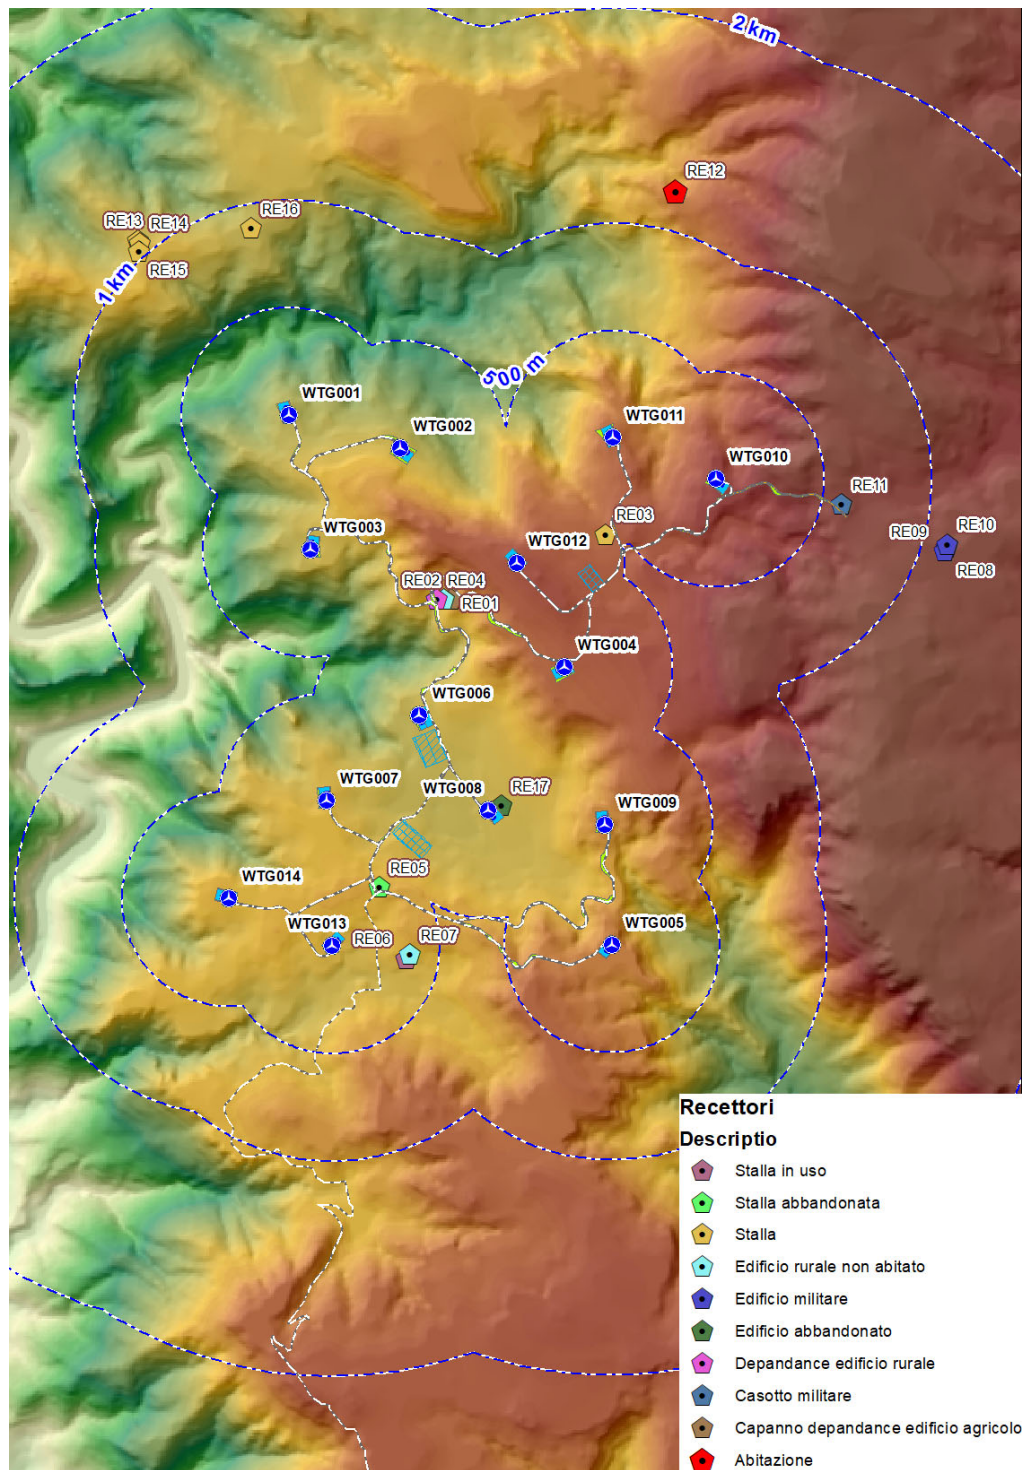 2 km
RE12
RE16
RE13
RE14
RE15
1 km
500 m
WTG001
WTG002
WTG011
WTG010
RE11
RE03
WTG003
WTG012
RE09
RE10
RE08
RE02
RE04
RE01
WTG004
WTG006
WTG007
WTG008
RE17
WTG009
RE05
WTG014
WTG013
RE06
RE07
WTG005
Recettori
Descriptio
Stalla in uso
Stalla abbandonata
Stalla
Edificio rurale non abitato
Edificio militare
Edificio abbandonato
Depandance edificio rurale
Casotto militare
Capanno depandance edificio agricolo
Abitazione